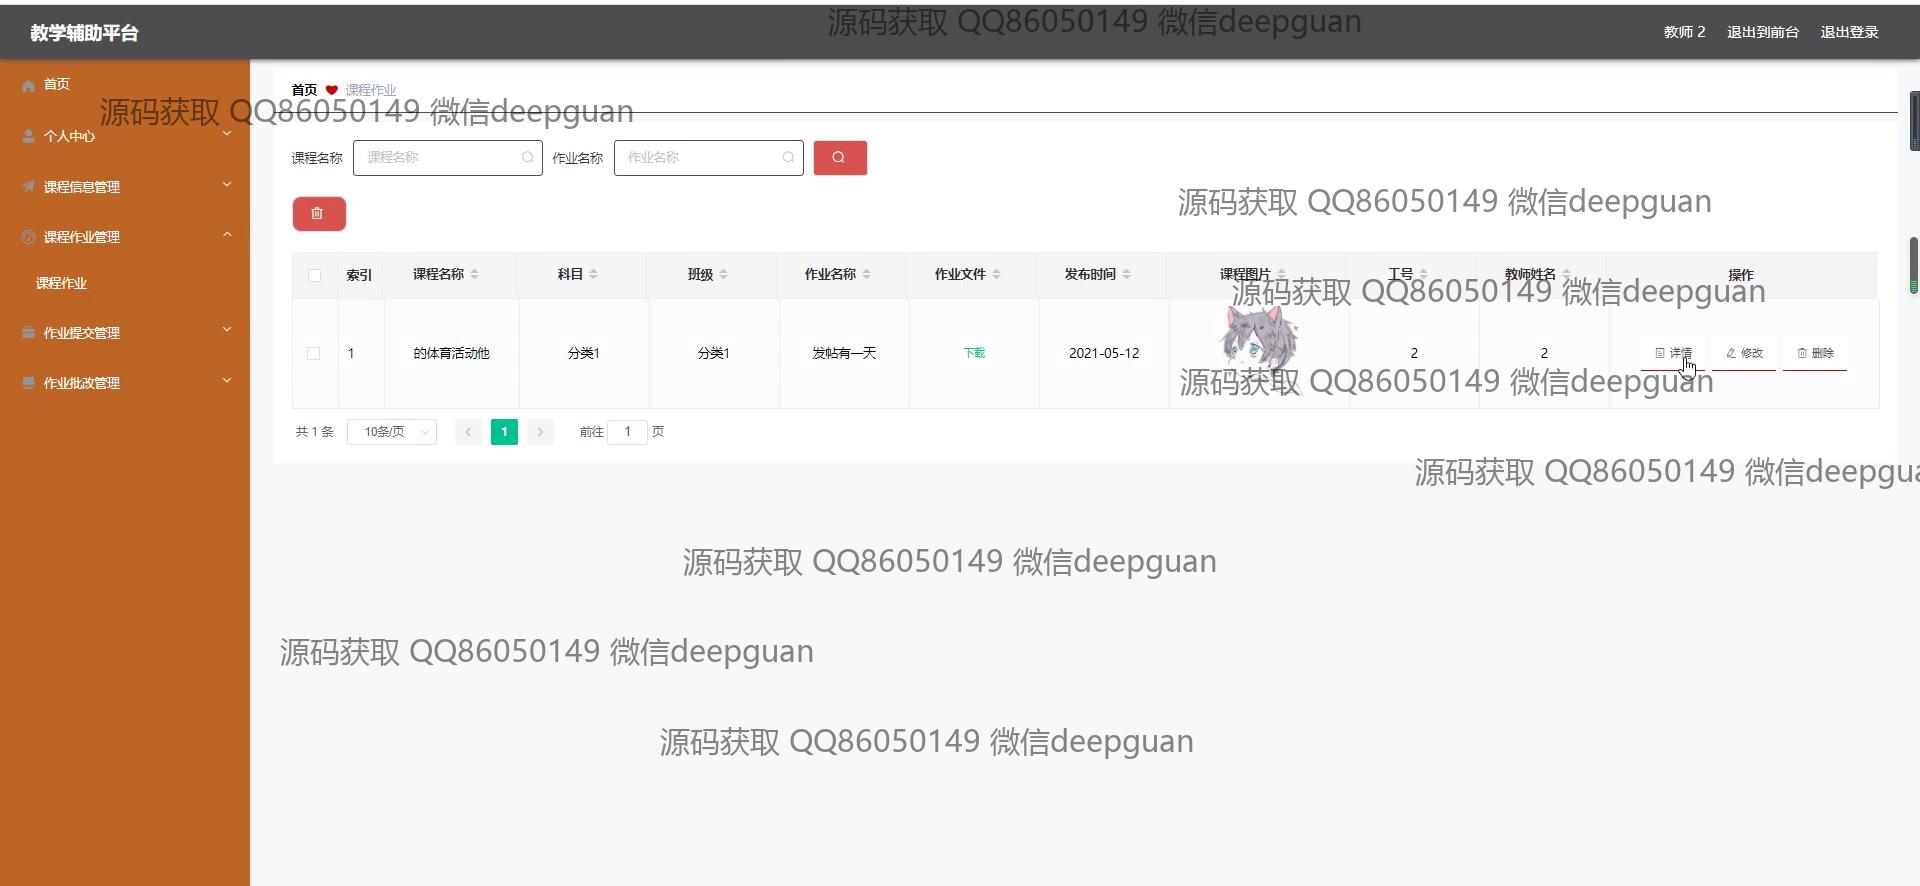 教学辅助平台
教师 2 退出到前台 退出登录
源码获取 QQ86050149 微信deepguan
首页
个人中心
课程信息管理
课程作业管理
课程作业
作业提交管理
作业批改管理
首页 课程作业
源码获取 QQ86050149 微信deepguan
课程名称 课程名称 作业名称 作业名称
源码获取 QQ86050149 微信deepguan
索引 课程名称 科目 班级 作业名称 作业文件 发布时间 课程图片 工号 教师姓名 操作
源码获取 QQ86050149 微信deepguan
1 的体育活动他 分类1 分类1 发帖有一天 下载 2021-05-12 2 2 详情 修改 删除
源码获取 QQ86050149 微信deepguan
共 1 条 10条/页 1 前往 1 页
源码获取 QQ86050149 微信deepgua
源码获取 QQ86050149 微信deepguan
源码获取 QQ86050149 微信deepguan
源码获取 QQ86050149 微信deepguan